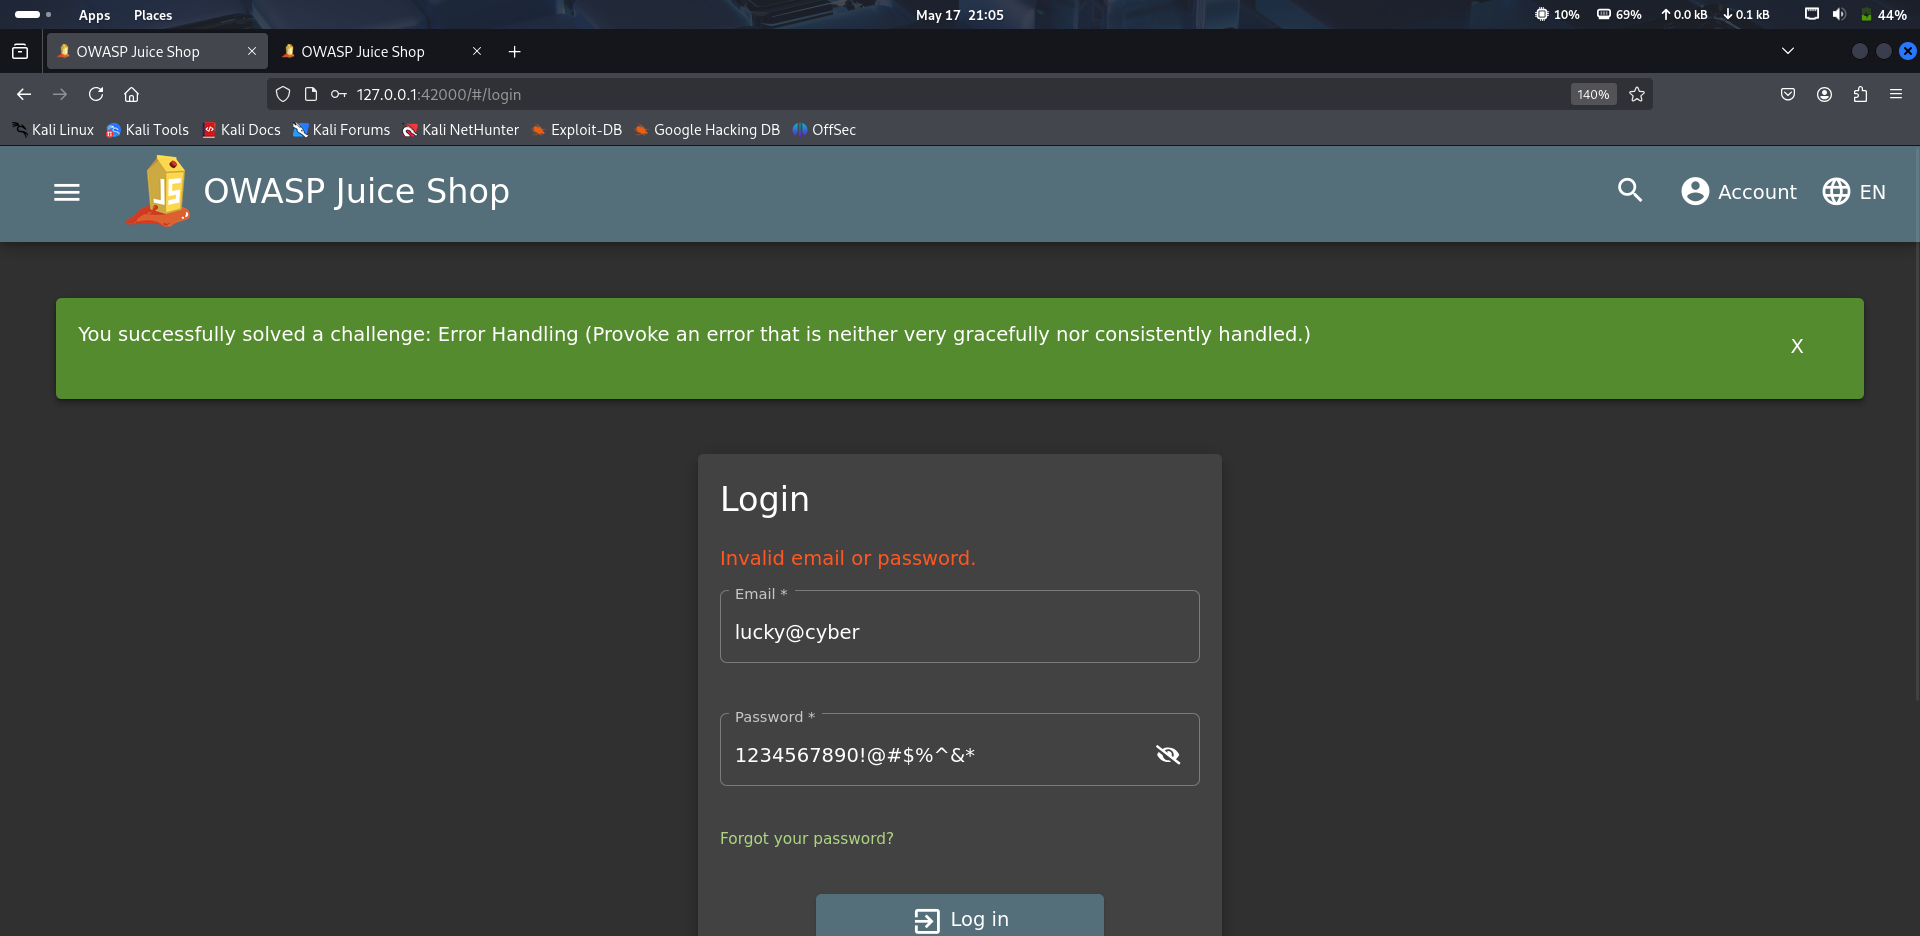 Apps Places May 17 21:05 10% 69% 0.0 kB 0.1 kB 44%
OWASP Juice Shop OWASP Juice Shop
127.0.0.1:42000/#/login 140%
Kali Linux Kali Tools Kali Docs Kali Forums Kali NetHunter Exploit-DB Google Hacking DB OffSec
JS OWASP Juice Shop Account EN
You successfully solved a challenge: Error Handling (Provoke an error that is neither very gracefully nor consistently handled.)
X
Login
Invalid email or password.
Email *
lucky@cyber
Password *
1234567890!@#$%^&*
Forgot your password?
Log in